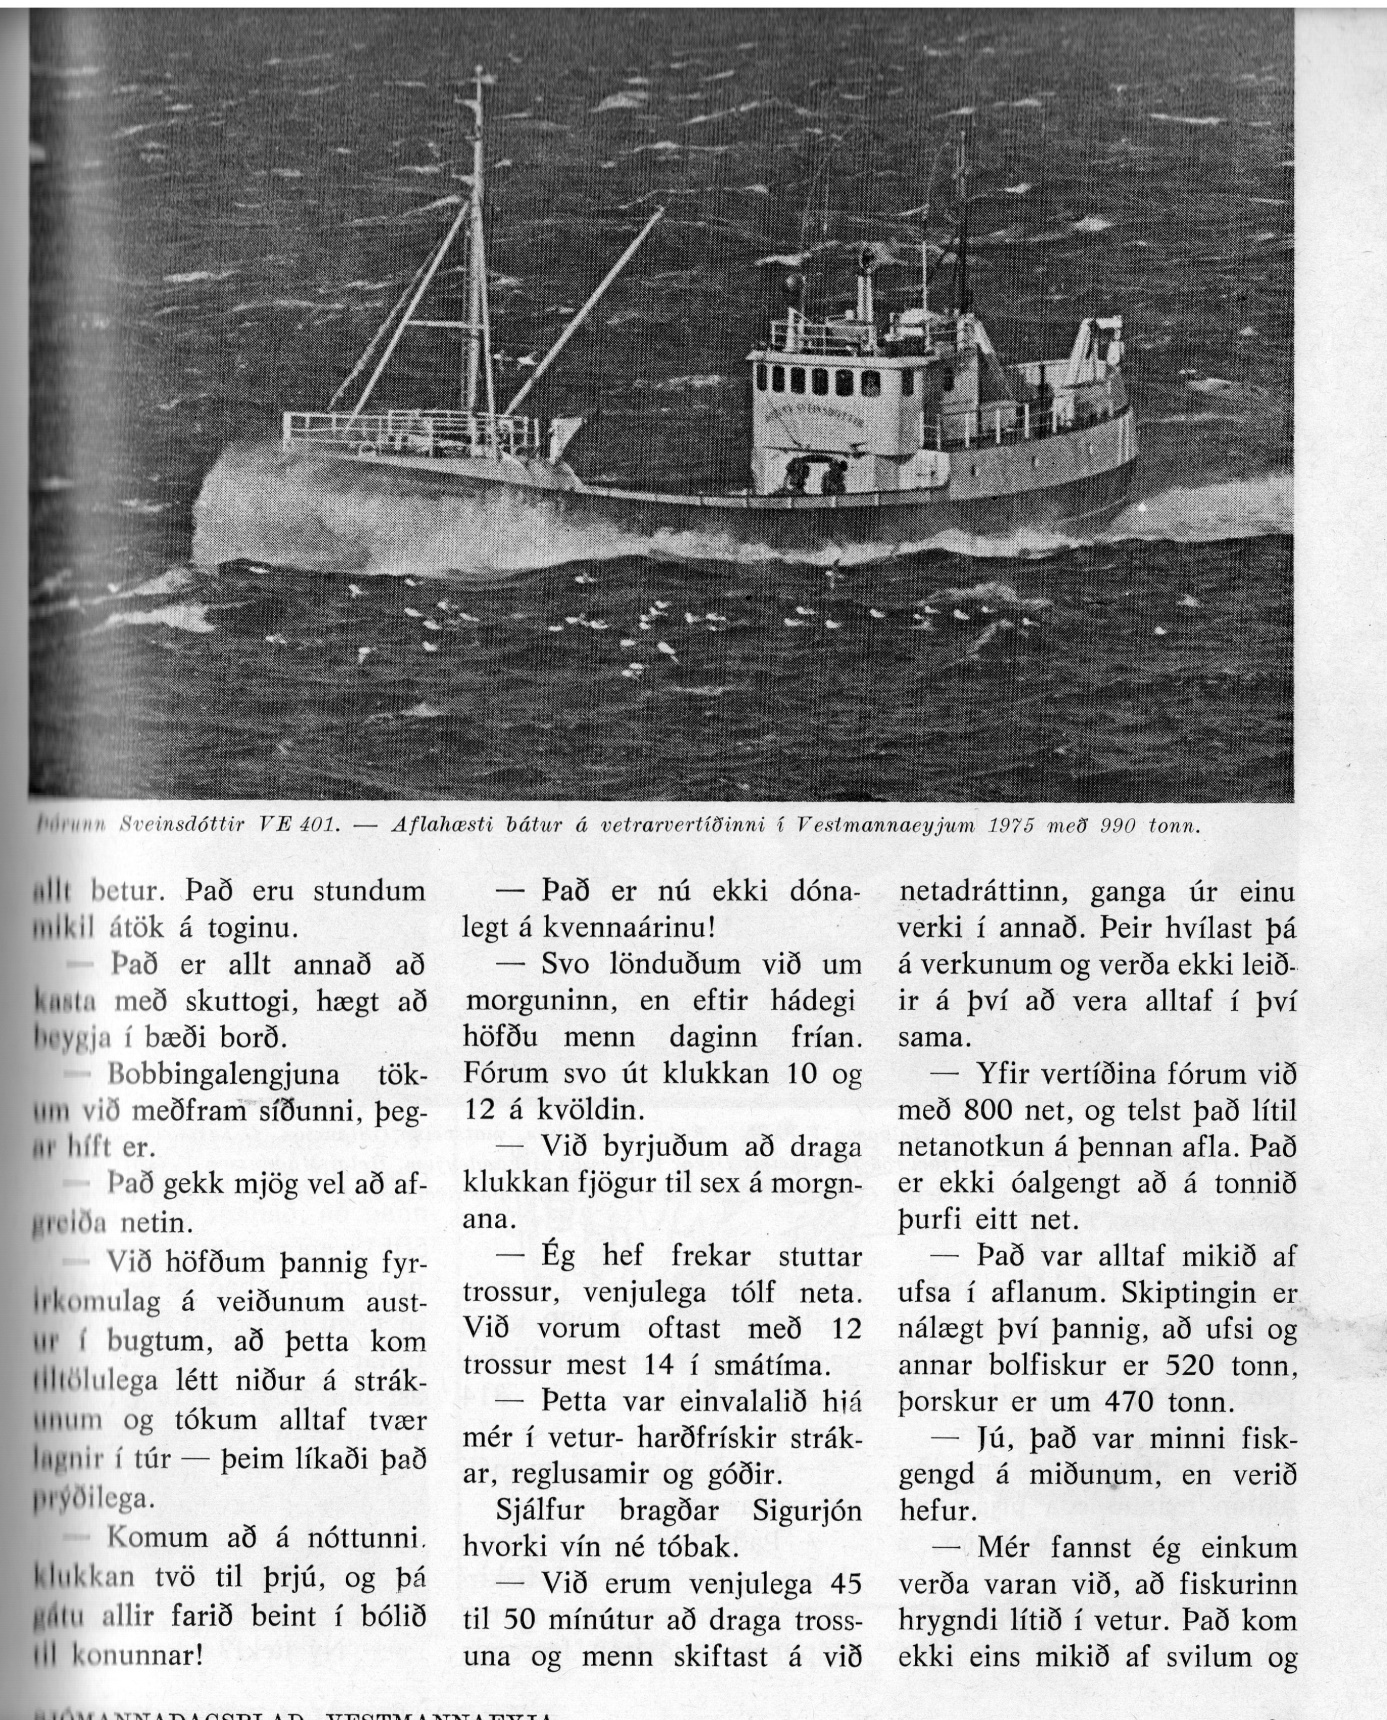 ÞÓRUNN SVEINSDÓTTIR
Þórunn Sveinsdóttir VE 401. — Aflahæsti bátur á vetrarvertíðinni í Vestmannaeyjum 1975 með 990 tonn.
allt betur. Það eru stundum
mikil átök á toginu.
— Það er allt annað að
kasta með skuttogi, hægt að
beygja í bæði borð.
— Bobbingalengjuna tök-
um við meðfram síðunni, þeg-
ar híft er.
— Það gekk mjög vel að af-
greiða netin.
— Við höfðum þannig fyr-
irkomulag á veiðunum aust-
ur í bugtum, að þetta kom
tiltölulega létt niður á strák-
unum og tókum alltaf tvær
lagnir í túr — þeim líkaði það
prýðilega.
— Komum að á nóttunni.
klukkan tvö til þrjú, og þá
gátu allir farið beint í bólið
til konunnar!
— Það er nú ekki dóna-
legt á kvennaárinu!
— Svo lönduðum við um
morguninn, en eftir hádegi
höfðu menn daginn frían.
Fórum svo út klukkan 10 og
12 á kvöldin.
— Við byrjuðum að draga
klukkan fjögur til sex á morgn-
ana.
— Ég hef frekar stuttar
trossur, venjulega tólf neta.
Við vorum oftast með 12
trossur mest 14 í smátíma.
— Þetta var einvalalið hjá
mér í vetur- harðfrískir strák-
ar, reglusamir og góðir.
Sjálfur bragðar Sigurjón
hvorki vín né tóbak.
— Við erum venjulega 45
til 50 mínútur að draga tross-
una og menn skiftast á við
netadráttinn, ganga úr einu
verki í annað. Þeir hvílast þá
á verkunum og verða ekki leið-
ir á því að vera alltaf í því
sama.
— Yfir vertíðina fórum við
með 800 net, og telst það lítil
netanotkun á þennan afla. Það
er ekki óalgengt að á tonnið
þurfi eitt net.
— Það var alltaf mikið af
ufsa í aflanum. Skiptingin er
nálægt því þannig, að ufsi og
annar bolfiskur er 520 tonn,
þorskur er um 470 tonn.
— Jú, það var minni fisk-
gengd á miðunum, en verið
hefur.
— Mér fannst ég einkum
verða varan við, að fiskurinn
hrygndi lítið í vetur. Það kom
ekki eins mikið af svilum og
SJÓMANNADAGSBLAÐ VESTMANNAEYJA